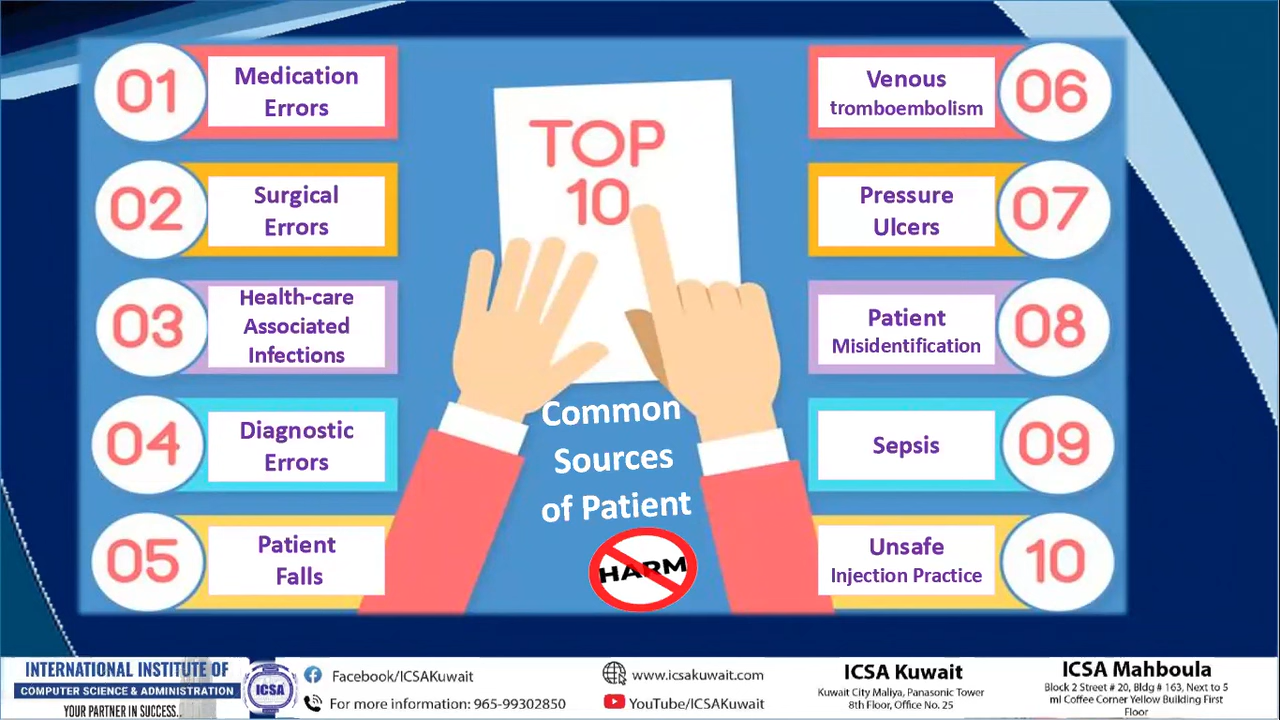 01
Medication
Errors
02
Surgical
Errors
03
Health-care
Associated
Infections
04
Diagnostic
Errors
05
Patient
Falls
TOP
10
Common
Sources
of Patient
HARM
Venous
tromboembolism
06
Pressure
Ulcers
07
Patient
Misidentification
08
Sepsis
09
Unsafe
Injection Practice
10
INTERNATIONAL INSTITUTE OF
COMPUTER SCIENCE & ADMINISTRATION
YOUR PARTNER IN SUCCESS..
ICSA
Facebook/ICSAKuwait
For more information: 965-99302850
www.icsakuwait.com
YouTube/ICSAKuwait
ICSA Kuwait
Kuwait City Maliya, Panasonic Tower
8th Floor, Office No. 25
ICSA Mahboula
Block 2 Street # 20, Bldg # 163, Next to 5
ml Coffee Corner Yellow Building First
Floor